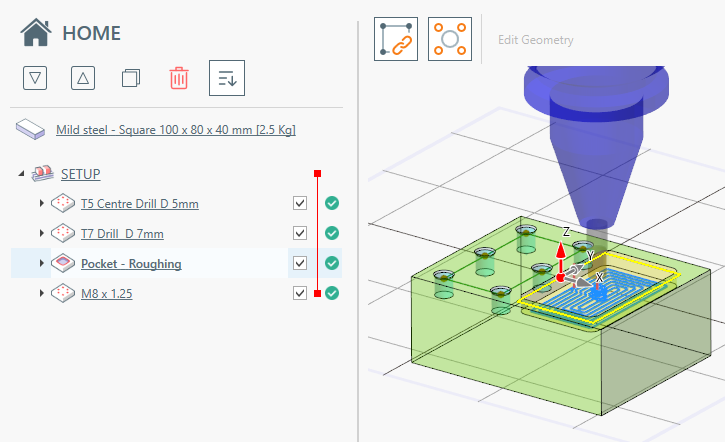 HOME
Mild steel - Square 100 x 80 x 40 mm [2.5 Kg]
SETUP
T5 Centre Drill D 5mm
T7 Drill  D 7mm
Pocket - Roughing
M8 x 1.25
Edit Geometry
Z
Y
X